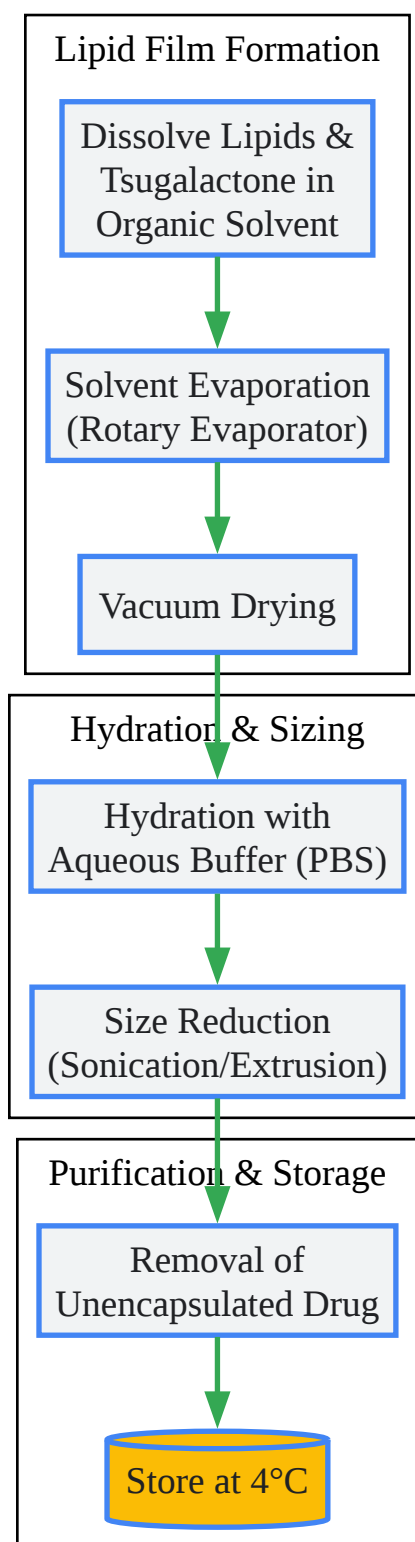 Lipid Film Formation
Dissolve Lipids &
Tsugalactone in
Organic Solvent
Solvent Evaporation
(Rotary Evaporator)
Vacuum Drying
Hydration & Sizing
Hydration with
Aqueous Buffer (PBS)
Size Reduction
(Sonication/Extrusion)
Purification & Storage
Removal of
Unencapsulated Drug
Store at 4°C